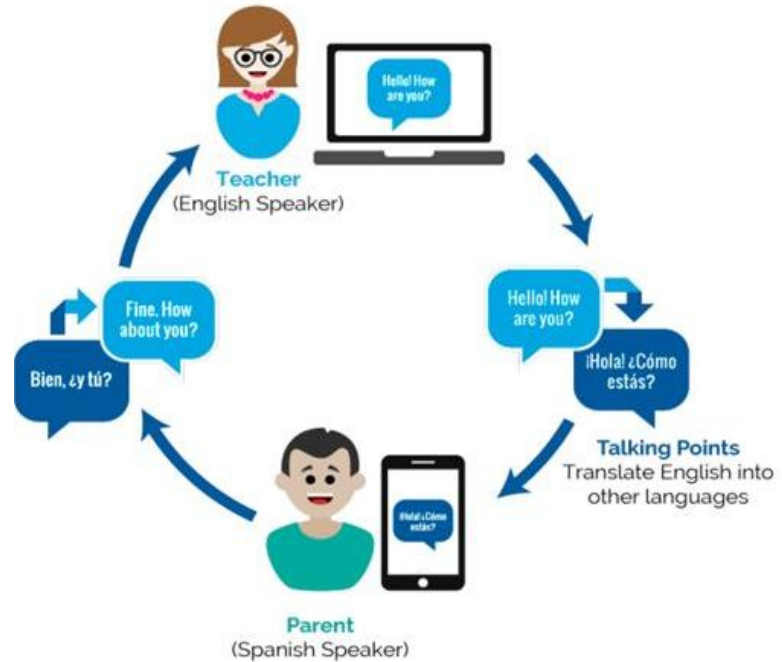 Hello! How
are you?
Teacher
(English Speaker)
Hello! How
are you?
¡Hola! ¿Cómo
estás?
Talking Points
Translate English into
other languages
¡Hola! ¿Cómo
estás?
Parent
(Spanish Speaker)
Bien, ¿y tú?
Fine. How
about you?